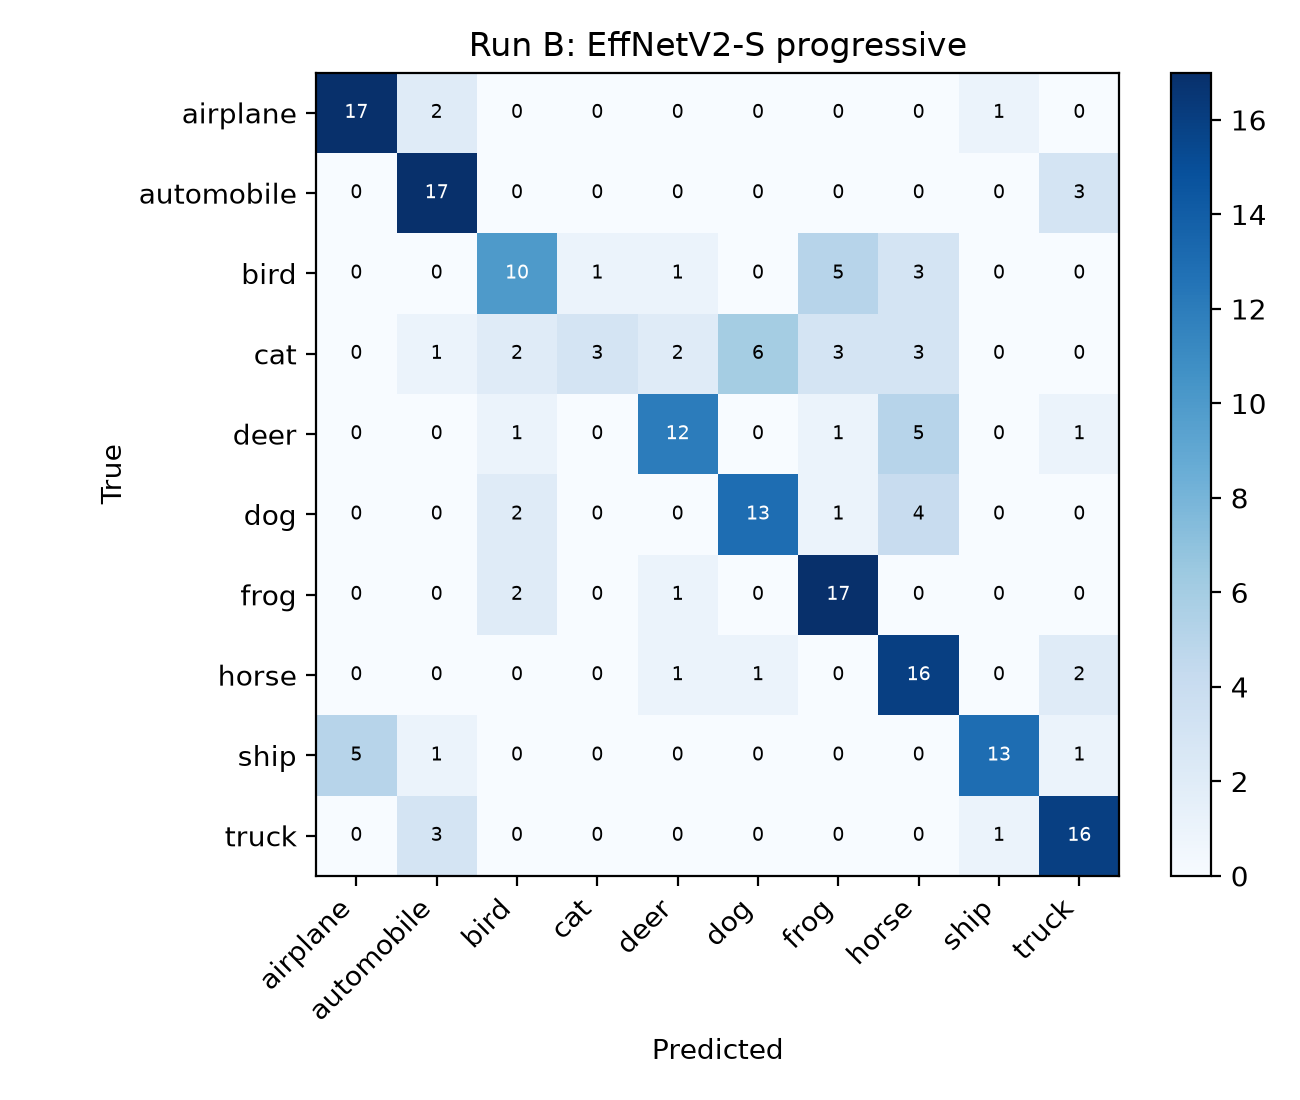 Run B: EffNetV2-S progressive
airplane 17 2 0 0 0 0 0 0 1 0
automobile 0 17 0 0 0 0 0 0 0 3
bird 0 0 10 1 1 0 5 3 0 0
cat 0 1 2 3 2 6 3 3 0 0
deer 0 0 1 0 12 0 1 5 0 1
dog 0 0 2 0 0 13 1 4 0 0
frog 0 0 2 0 1 0 17 0 0 0
horse 0 0 0 0 1 1 0 16 0 2
ship 5 1 0 0 0 0 0 0 13 1
truck 0 3 0 0 0 0 0 0 1 16
True
airplane automobile bird cat deer dog frog horse ship truck
Predicted
16
14
12
10
8
6
4
2
0